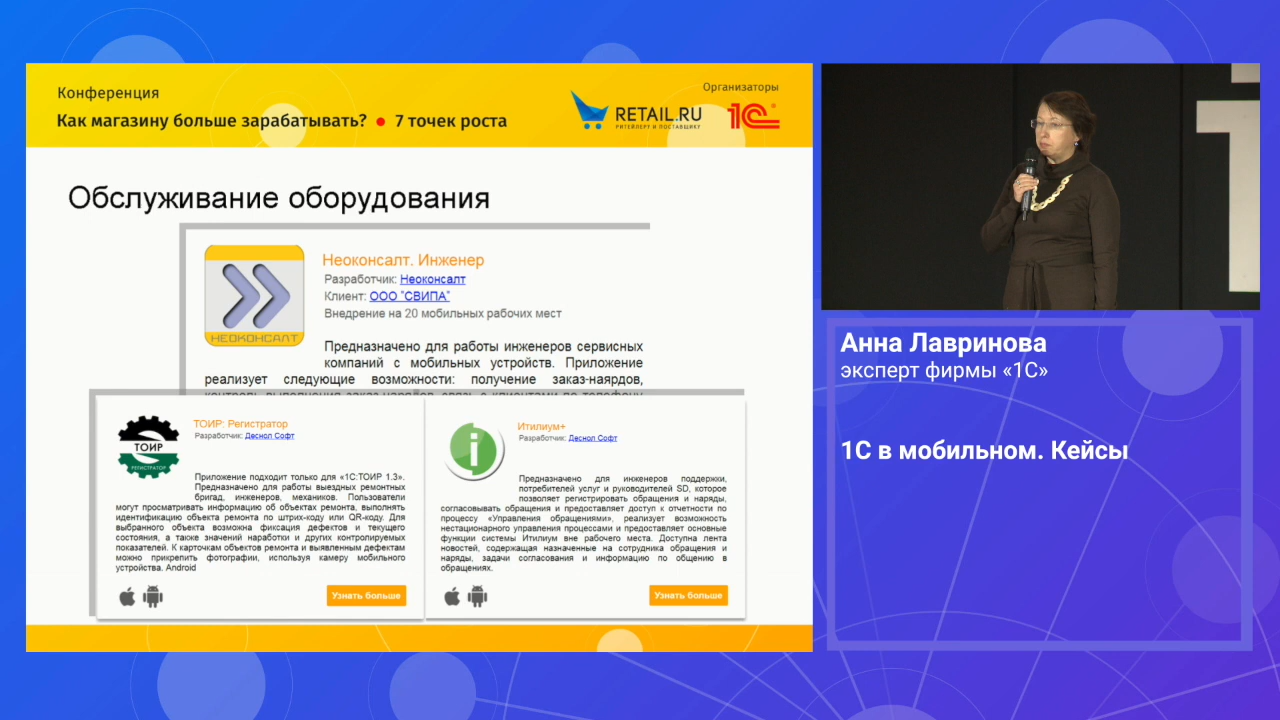 Конференция
Как магазину больше зарабатывать? • 7 точек роста
RETAIL.RU
РИТЕЙЛЕРУ И ПОСТАВЩИКУ
Организаторы
1С
Обслуживание оборудования
НЕОКОНСАЛТ
Неоконсалт. Инженер
Разработчик: Неоконсалт
Клиент: ООО "СВИПА"
Внедрение на 20 мобильных рабочих мест
Предназначено для работы инженеров сервисных
компаний с мобильных устройств. Приложение
реализует следующие возможности: получение заказ-наярдов,
контроль выполнения заказ-нарядов, связь с клиентами по телефону
ТОИР
РЕГИСТРАТОР
ТОИР: Регистратор
Разработчик: Деснол Софт
Приложение подходит только для «1С:ТОИР 1.3».
Предназначено для работы выездных ремонтных
бригад, инженеров, механиков. Пользователи
могут просматривать информацию об объектах ремонта, выполнять
идентификацию объекта ремонта по штрих-коду или QR-коду. Для
выбранного объекта возможна фиксация дефектов и текущего
состояния, а также значений наработки и других контролируемых
показателей. К карточкам объектов ремонта и выявленным дефектам
можно прикрепить фотографии, используя камеру мобильного
устройства. Android
Узнать больше
Итилиум+
Разработчик: Деснол Софт
Предназначено для инженеров поддержки,
потребителей услуг и руководителей SD, которое
позволяет регистрировать обращения и наряды,
согласовывать обращения и предоставляет доступ к отчетности по
процессу «Управления обращениями», реализует возможность
нестационарного управления процессами и предоставляет основные
функции системы Итилиум вне рабочего места. Доступна лента
новостей, содержащая назначенные на сотрудника обращения и
наряды, задачи согласования и информацию по общению в
обращениях.
Узнать больше
Анна Лавринова
эксперт фирмы «1С»
1С в мобильном. Кейсы